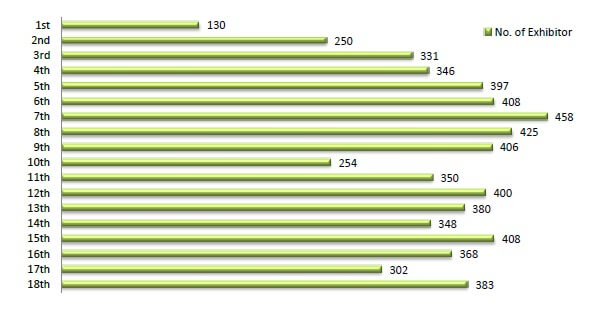 1st 130
No. of Exhibitor
2nd 250
3rd 331
4th 346
5th 397
6th 408
7th 458
8th 425
9th 406
10th 254
11th 350
12th 400
13th 380
14th 348
15th 408
16th 368
17th 302
18th 383